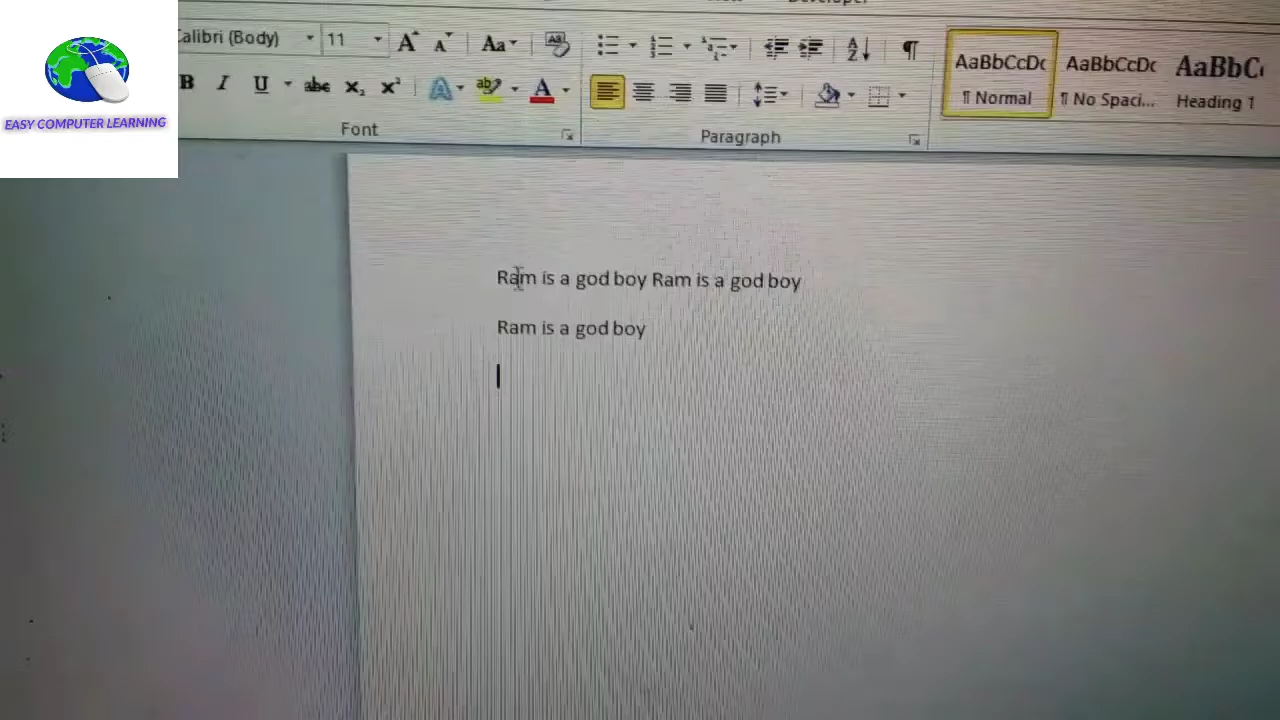 EASY COMPUTER LEARNING
Calibri (Body)
11
Aa
B I U abc X₂ X²
A
Font
Paragraph
AaBbCcDc
¶ Normal
AaBbCcDc
¶ No Spaci...
AaBbC
Heading 1
Ram is a god boy Ram is a god boy
Ram is a god boy